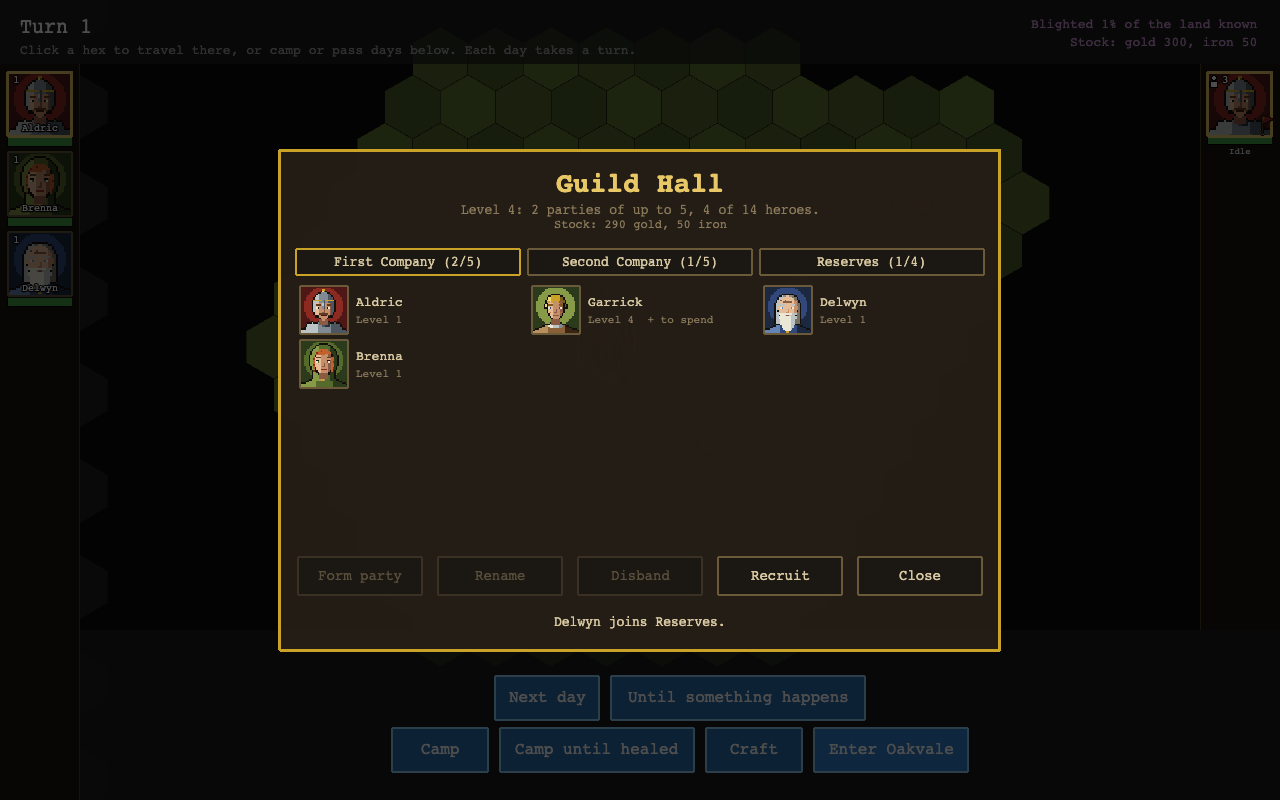 Turn 1
Click a hex to travel there, or camp or pass days below. Each day takes a turn.
Blighted 1% of the land known
Stock: gold 300, iron 50
1
Aldric
1
Brenna
1
Delwyn
3
Idle
Guild Hall
Level 4: 2 parties of up to 5, 4 of 14 heroes.
Stock: 290 gold, 50 iron
First Company (2/5)
Second Company (1/5)
Reserves (1/4)
Aldric
Level 1
Brenna
Level 1
Garrick
Level 4 + to spend
Delwyn
Level 1
Form party
Rename
Disband
Recruit
Close
Delwyn joins Reserves.
Next day
Until something happens
Camp
Camp until healed
Craft
Enter Oakvale